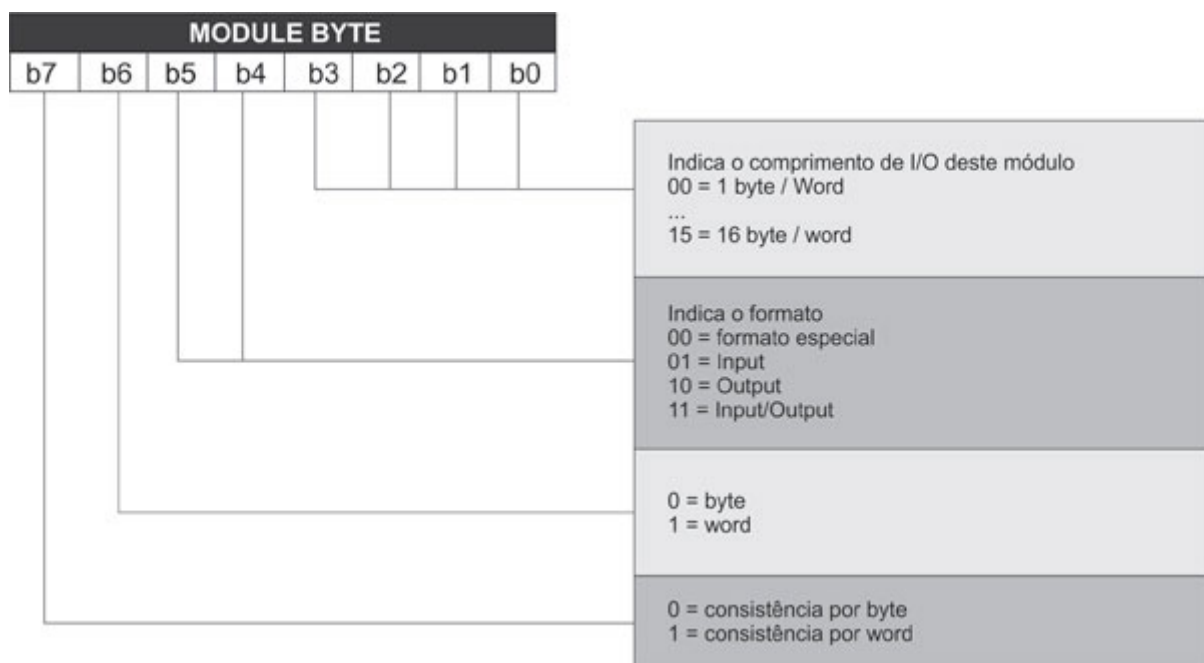 MODULE BYTE
b7 b6 b5 b4 b3 b2 b1 b0
Indica o comprimento de I/O deste módulo
00 = 1 byte / Word
...
15 = 16 byte / word
Indica o formato
00 = formato especial
01 = Input
10 = Output
11 = Input/Output
0 = byte
1 = word
0 = consistência por byte
1 = consistência por word